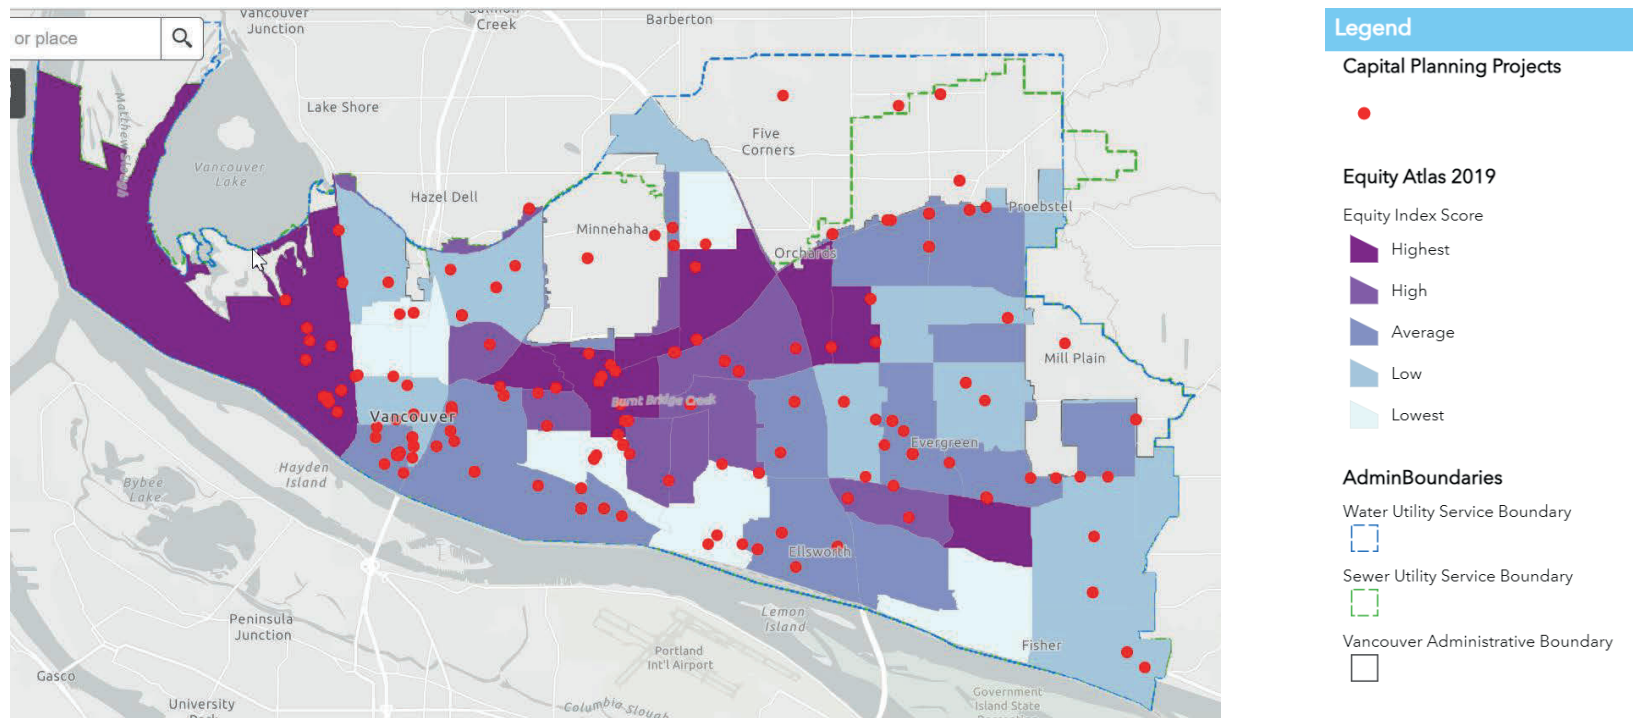 Vancouver
Junction
Salmon
Creek
Barberton
or place
Lake Shore
Matthew Slough
Five
Corners
Vancouver
Lake
Hazel Dell
Minnehaha
Proebstel
Orchards
Mill Plain
Burnt Bridge Creek
Vancouver
Evergreen
Hayden
Island
Bybee
Lake
Ellsworth
Lemon
Island
Peninsula
Junction
Fisher
Portland
Int'l Airport
Gasco
University
Government
Island State
Columbia Slough
Legend
Capital Planning Projects
Equity Atlas 2019
Equity Index Score
Highest
High
Average
Low
Lowest
AdminBoundaries
Water Utility Service Boundary
Sewer Utility Service Boundary
Vancouver Administrative Boundary